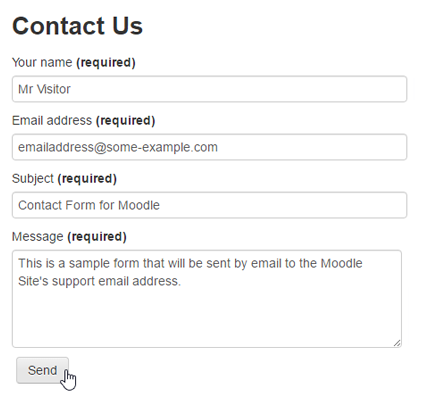 Contact Us
Your name (required)
Mr Visitor
Email address (required)
emailaddress@some-example.com
Subject (required)
Contact Form for Moodle
Message (required)
This is a sample form that will be sent by email to the Moodle
Site's support email address.
Send